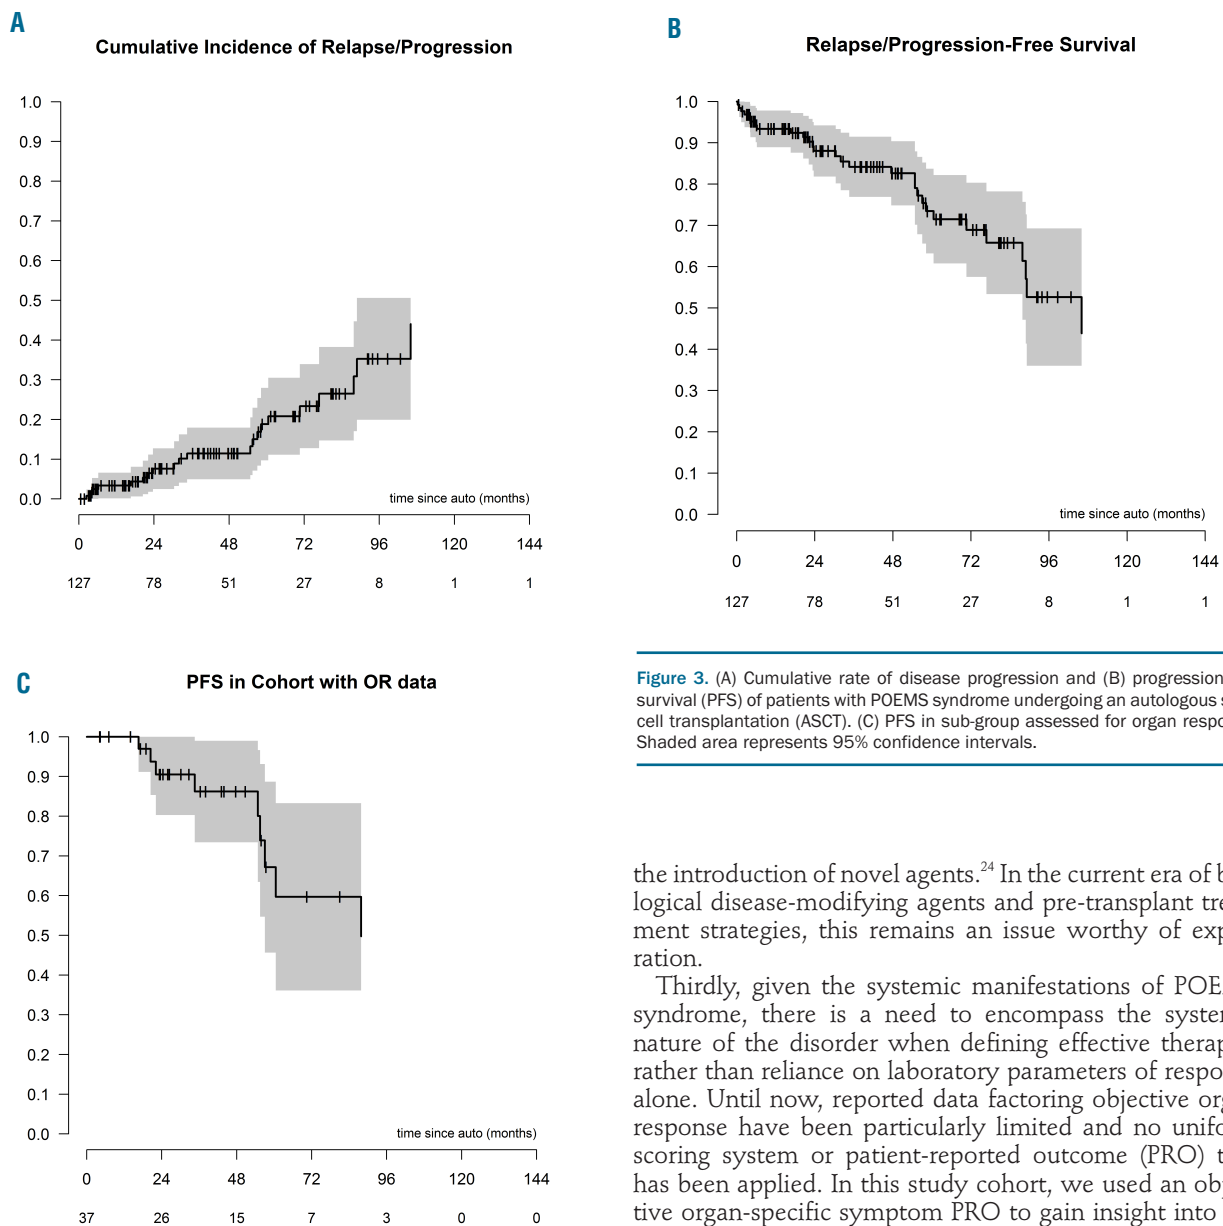 A
Cumulative Incidence of Relapse/Progression
1.0
0.9
0.8
0.7
0.6
0.5
0.4
0.3
0.2
0.1
0.0
time since auto (months)
0 24 48 72 96 120 144
127 78 51 27 8 1 1
B
Relapse/Progression-Free Survival
1.0
0.9
0.8
0.7
0.6
0.5
0.4
0.3
0.2
0.1
0.0
time since auto (months)
0 24 48 72 96 120 144
127 78 51 27 8 1 1
C
PFS in Cohort with OR data
1.0
0.9
0.8
0.7
0.6
0.5
0.4
0.3
0.2
0.1
0.0
time since auto (months)
0 24 48 72 96 120 144
37 26 15 7 3 0 0
Figure 3. (A) Cumulative rate of disease progression and (B) progression
survival (PFS) of patients with POEMS syndrome undergoing an autologous s
cell transplantation (ASCT). (C) PFS in sub-group assessed for organ respo
Shaded area represents 95% confidence intervals.
the introduction of novel agents.24 In the current era of b
logical disease-modifying agents and pre-transplant tre
ment strategies, this remains an issue worthy of exp
ration.
Thirdly, given the systemic manifestations of POE
syndrome, there is a need to encompass the system
nature of the disorder when defining effective therap
rather than reliance on laboratory parameters of respo
alone. Until now, reported data factoring objective org
response have been particularly limited and no unifo
scoring system or patient-reported outcome (PRO) t
has been applied. In this study cohort, we used an obj
tive organ-specific symptom PRO to gain insight into